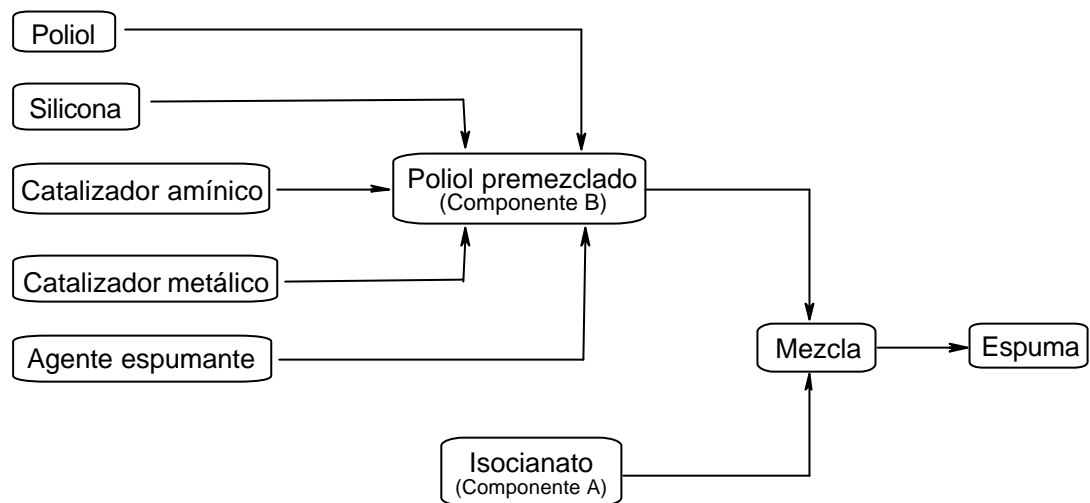 Poliol
Silicona
Catalizador amínico
Poliol premezclado
(Componente B)
Catalizador metálico
Agente espumante
Mezcla
Espuma
Isocianato
(Componente A)